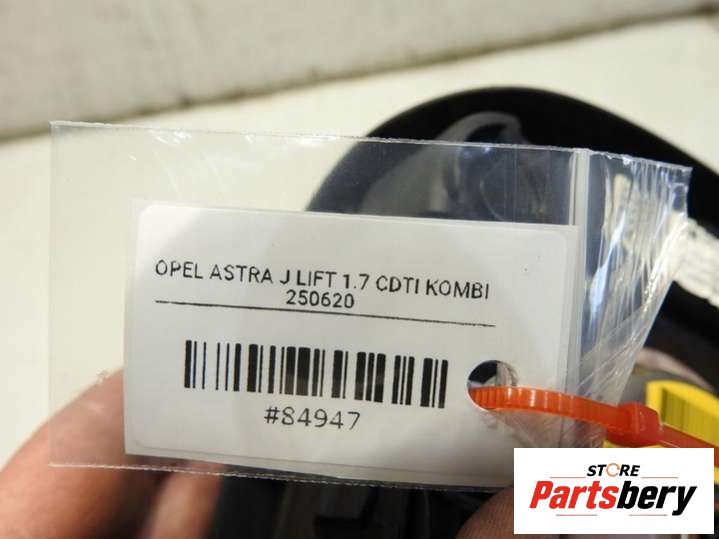 OPEL ASTRA J LIFT 1.7 CDTI KOMBI
250620
#84947
STORE
Partsbery